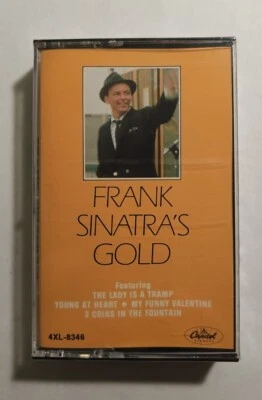 FRANK
SINATRA'S
GOLD
Featuring
THE LADY IS A TRAMP
YOUNG AT HEART • MY FUNNY VALENTINE
3 COINS IN THE FOUNTAIN
4XL-8346
Capitol